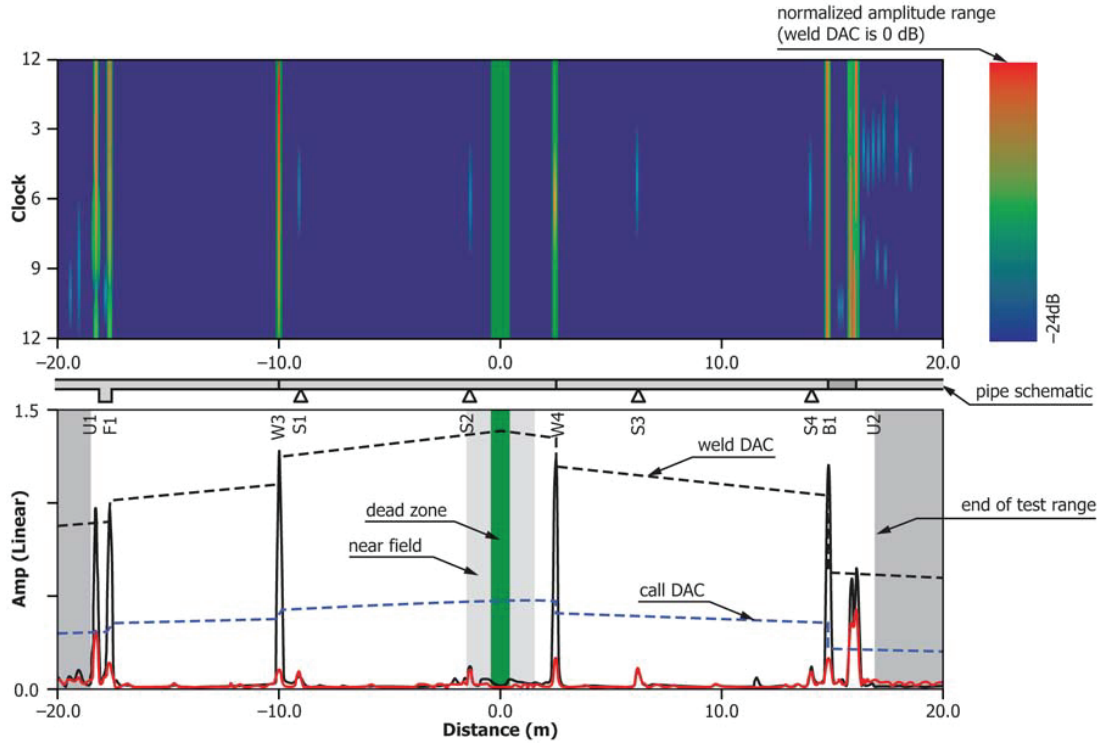 normalized amplitude range
(weld DAC is 0 dB)
12
3
6
9
12
Clock
−20.0
−10.0
0.0
10.0
20.0
−24dB
pipe schematic
1.5
0.0
Amp (Linear)
U1
F1
W3
S1
S2
W4
S3
S4
B1
U2
weld DAC
dead zone
near field
call DAC
end of test range
−20.0
−10.0
0.0
10.0
20.0
Distance (m)